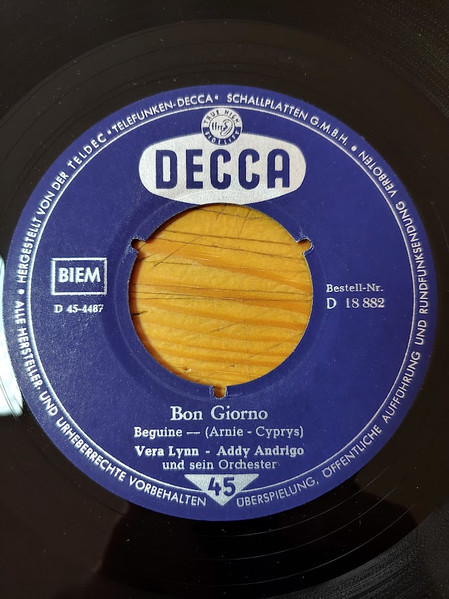 • HERGESTELLT VON DER TELDEC • TELEFUNKEN-DECCA • SCHALLPLATTEN G.M.B.H. •
DECCA
BIEM
D 45-4487
Bestell-Nr.
D 18 882
Bon Giorno
Beguine — (Arnie - Cyprys)
Vera Lynn - Addy Andrigo
und sein Orchester
45
ALLE HERSTELLER- UND URHEBERRECHTE VORBEHALTEN
ÜBERSPIELUNG, ÖFFENTLICHE AUFFÜHRUNG UND RUNDFUNKSENDUNG VERBOTEN